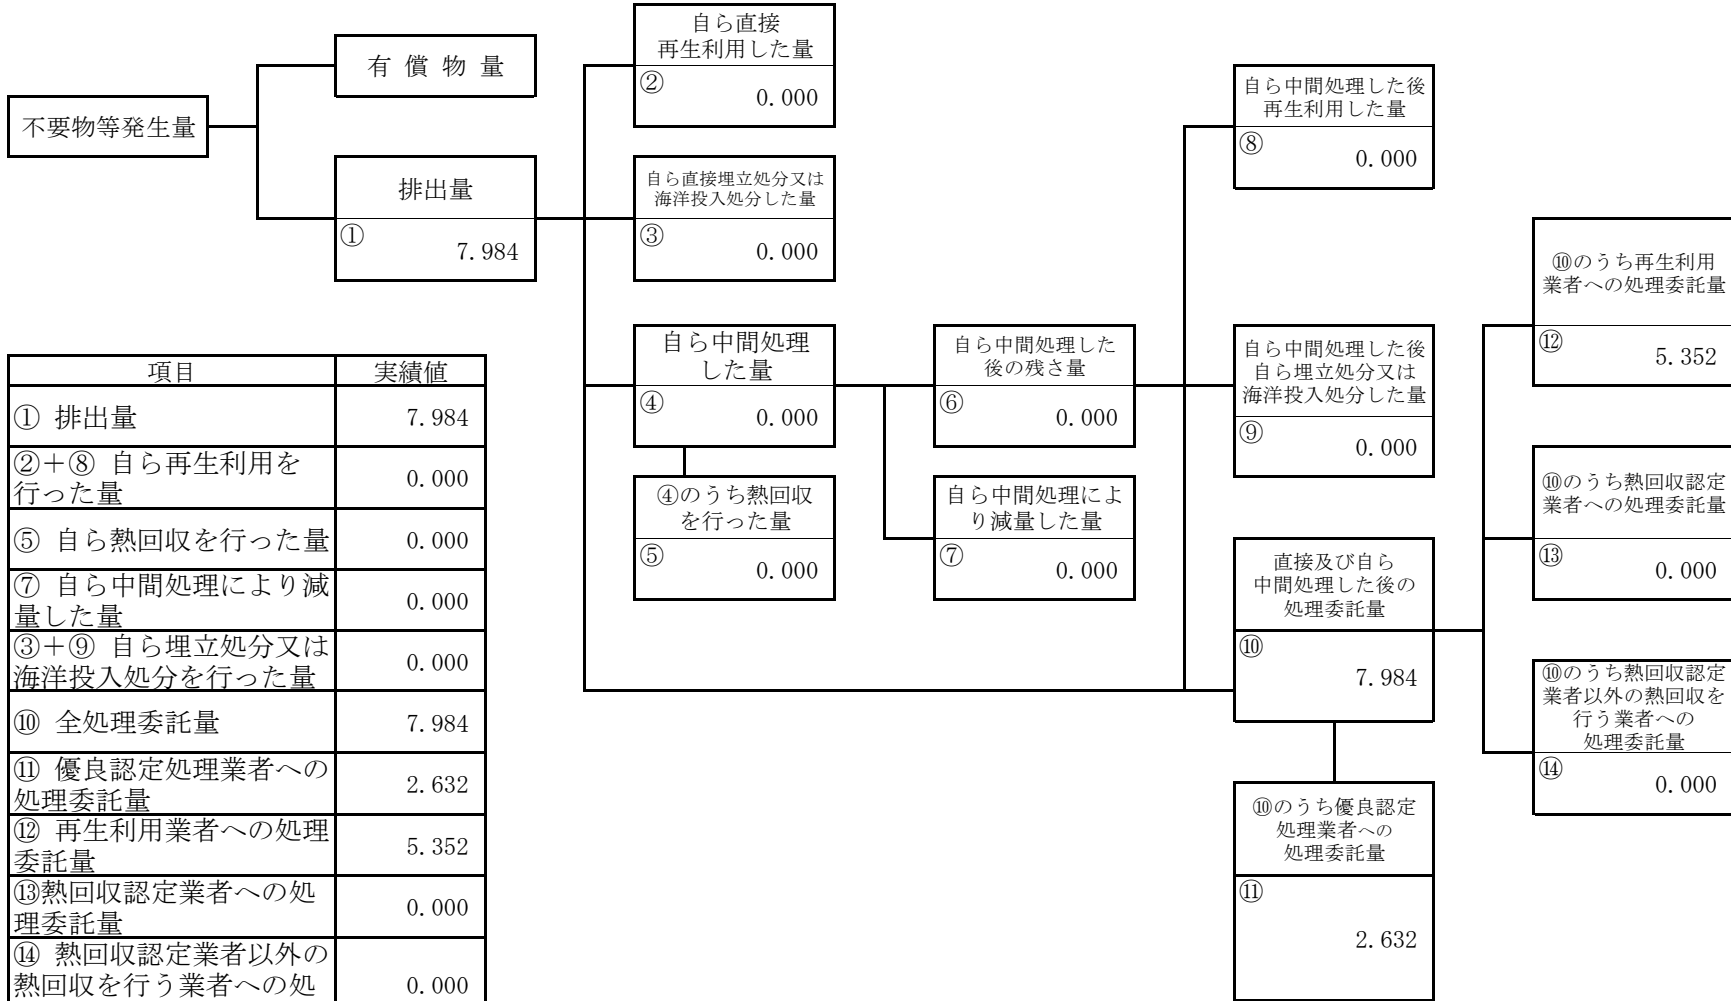 不要物等発生量
有 償 物 量
排出量
①
7.984
自ら直接
再生利用した量
②
0.000
自ら直接埋立処分又は
海洋投入処分した量
③
0.000
自ら中間処理
した量
④
0.000
④のうち熱回収
を行った量
⑤
0.000
自ら中間処理した
後の残さ量
⑥
0.000
自ら中間処理によ
り減量した量
⑦
0.000
自ら中間処理した後
再生利用した量
⑧
0.000
自ら中間処理した後
自ら埋立処分又は
海洋投入処分した量
⑨
0.000
直接及び自ら
中間処理した後の
処理委託量
⑩
7.984
⑩のうち優良認定
処理業者への
処理委託量
⑪
2.632
⑩のうち再生利用
業者への処理委託量
⑫
5.352
⑩のうち熱回収認定
業者への処理委託量
⑬
0.000
⑩のうち熱回収認定
業者以外の熱回収を
行う業者への
処理委託量
⑭
0.000
項目 実績値
① 排出量 7.984
②＋⑧ 自ら再生利用を
行った量 0.000
⑤ 自ら熱回収を行った量 0.000
⑦ 自ら中間処理により減
量した量 0.000
③＋⑨ 自ら埋立処分又は
海洋投入処分を行った量 0.000
⑩ 全処理委託量 7.984
⑪ 優良認定処理業者への
処理委託量 2.632
⑫ 再生利用業者への処理
委託量 5.352
⑬熱回収認定業者への処
理委託量 0.000
⑭ 熱回収認定業者以外の
熱回収を行う業者への処 0.000